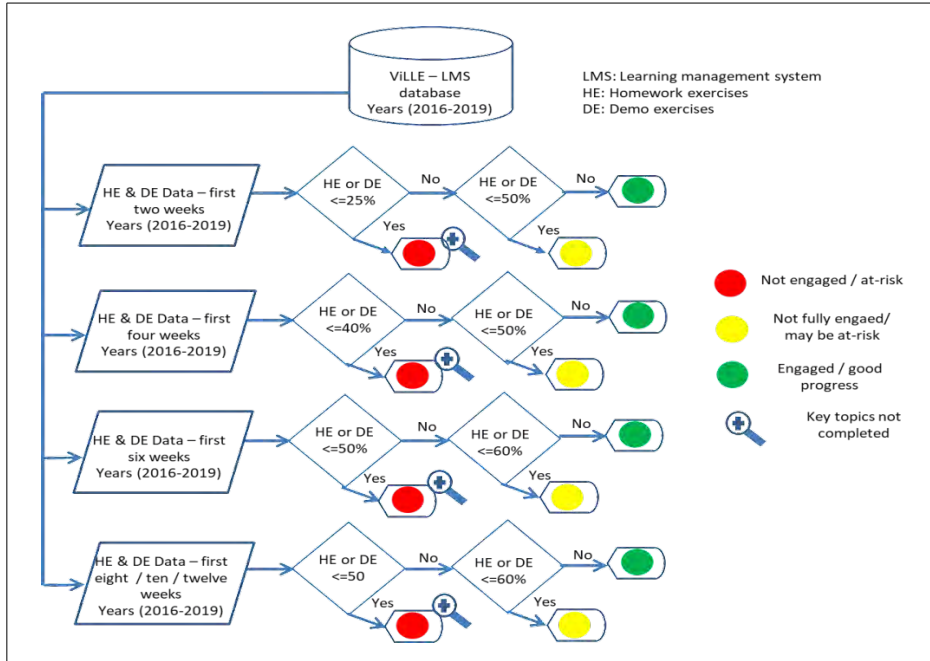 ViLLE – LMS
database
Years (2016-2019)
LMS: Learning management system
HE: Homework exercises
DE: Demo exercises
HE & DE Data – first
two weeks
Years (2016-2019)
HE or DE
<=25%
No
HE or DE
<=50%
No
Yes
Yes
HE & DE Data – first
four weeks
Years (2016-2019)
HE or DE
<=40%
No
HE or DE
<=50%
No
Yes
Yes
HE & DE Data – first
six weeks
Years (2016-2019)
HE or DE
<=50%
No
HE or DE
<=60%
No
Yes
Yes
HE & DE Data – first
eight / ten / twelve
weeks
Years (2016-2019)
HE or DE
<=50
No
HE or DE
<=60%
No
Yes
Yes
Not engaged / at-risk
Not fully engaed/
may be at-risk
Engaged / good
progress
Key topics not
completed